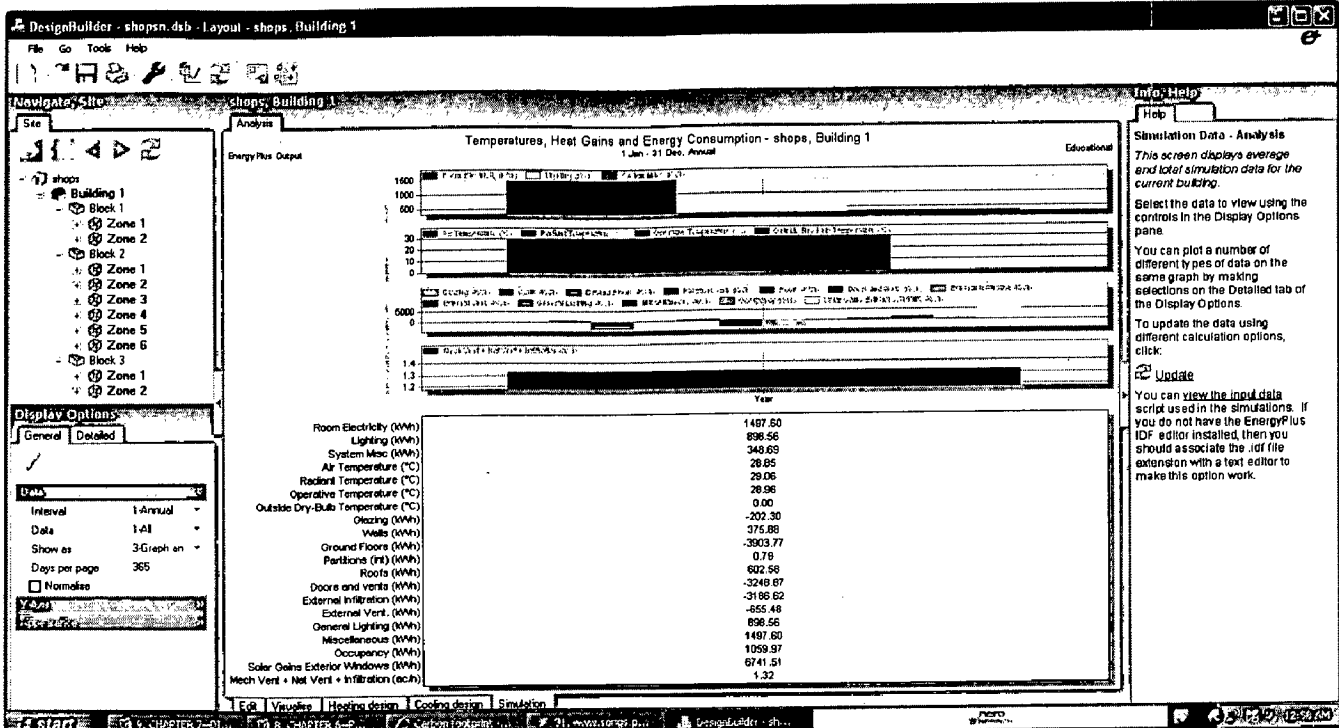 DesignBuilder - shopsn.dsb - Layout - shops, Building 1
File Go Tools Help
Navigate, Site
Site
shops
Building 1
Block 1
Zone 1
Zone 2
Block 2
Zone 1
Zone 2
Zone 3
Zone 4
Zone 5
Zone 6
Block 3
Zone 1
Zone 2
Display Options
General Detailed
Data
Interval 1-Annual
Data 1-All
Show as 3-Graph an
Days per page 365
Normalise
Y-Axis
shops, Building 1
Analysis
Temperatures, Heat Gains and Energy Consumption - shops, Building 1
EnergyPlus Output
1 Jan - 31 Dec, Annual
Educational
1600
1000
600
30
20
10
0
5000
0
1.4
1.3
1.2
Year
Room Electricity (kWh) 1497.60
Lighting (kWh) 898.56
System Misc (kWh) 348.69
Air Temperature (°C) 28.85
Radiant Temperature (°C) 29.06
Operative Temperature (°C) 28.96
Outside Dry-Bulb Temperature (°C) 0.00
Glazing (kWh) -202.30
Walls (kWh) 375.88
Ground Floors (kWh) -3903.77
Partitions (int) (kWh) 0.79
Roofs (kWh) 602.58
Doors and vents (kWh) -3248.87
External Infiltration (kWh) -3186.62
External Vent. (kWh) -655.48
General Lighting (kWh) 898.56
Miscellaneous (kWh) 1497.60
Occupancy (kWh) 1059.97
Solar Gains Exterior Windows (kWh) 6741.51
Mech Vent + Nat Vent + Infiltration (ac/h) 1.32
Edit Visualise Heating design Cooling design Simulation
Info, Help
Help
Simulation Data - Analysis
This screen displays average
and total simulation data for the
current building.
Select the data to view using the
controls in the Display Options
pane.
You can plot a number of
different types of data on the
same graph by making
selections on the Detailed tab of
the Display Options.
To update the data using
different calculation options,
click:
Update
You can view the input data
script used in the simulations. If
you do not have the EnergyPlus
IDF editor installed, then you
should associate the .idf file
extension with a text editor to
make this option work.
start
DesignBuilder - sh...
nero